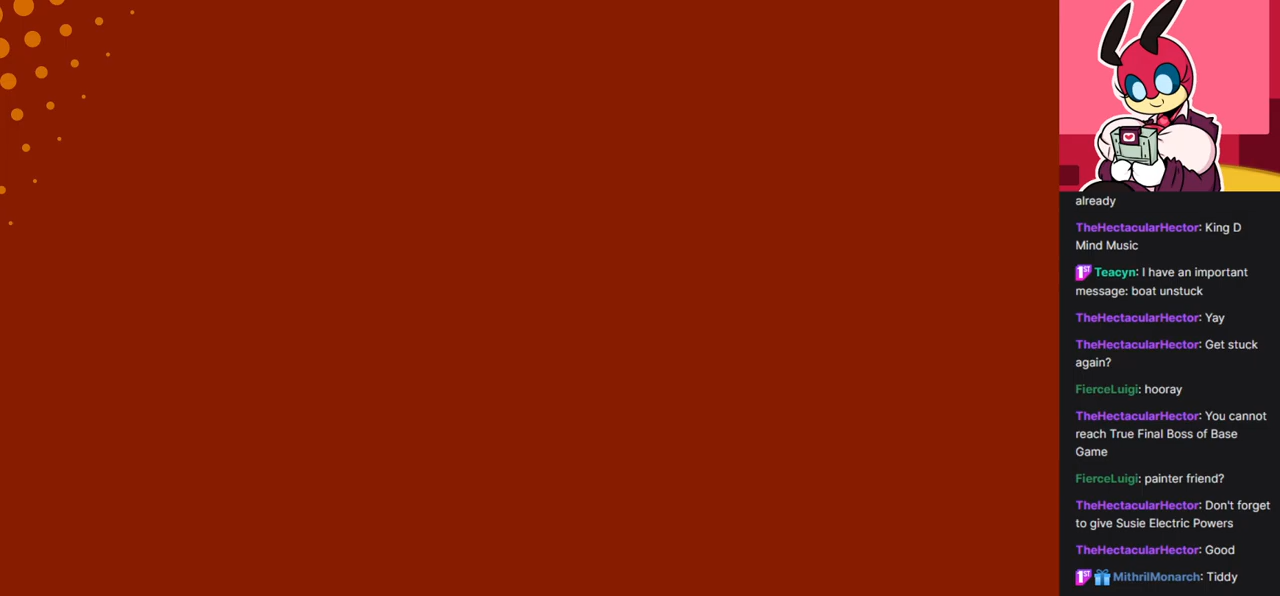 already
TheHectacularHector: King D
Mind Music
1ST Teacyn: I have an important
message: boat unstuck
TheHectacularHector: Yay
TheHectacularHector: Get stuck
again?
FierceLuigi: hooray
TheHectacularHector: You cannot
reach True Final Boss of Base
Game
FierceLuigi: painter friend?
TheHectacularHector: Don't forget
to give Susie Electric Powers
TheHectacularHector: Good
1ST MithrilMonarch: Tiddy